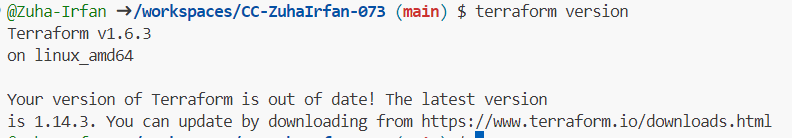 @Zuha-Irfan ➜/workspaces/CC-ZuhaIrfan-073 (main) $ terraform version
Terraform v1.6.3
on linux_amd64
Your version of Terraform is out of date! The latest version
is 1.14.3. You can update by downloading from https://www.terraform.io/downloads.html